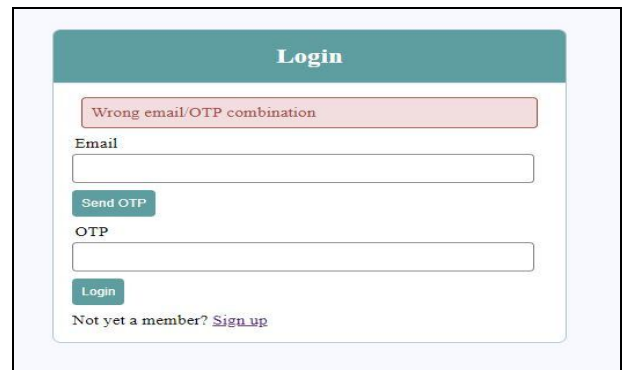 Login
Wrong email/OTP combination
Email
Send OTP
OTP
Login
Not yet a member? Sign up